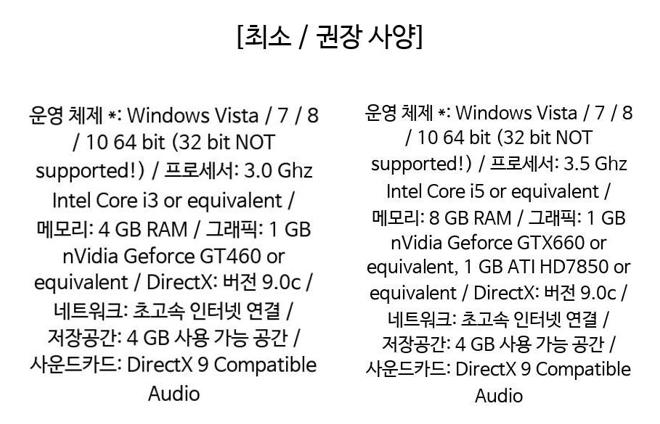 [최소 / 권장 사양]
운영 체제 *: Windows Vista / 7 / 8
/ 10 64 bit (32 bit NOT
supported!) / 프로세서: 3.0 Ghz
Intel Core i3 or equivalent /
메모리: 4 GB RAM / 그래픽: 1 GB
nVidia Geforce GT460 or
equivalent / DirectX: 버전 9.0c /
네트워크: 초고속 인터넷 연결 /
저장공간: 4 GB 사용 가능 공간 /
사운드카드: DirectX 9 Compatible
Audio
운영 체제 *: Windows Vista / 7 / 8
/ 10 64 bit (32 bit NOT
supported!) / 프로세서: 3.5 Ghz
Intel Core i5 or equivalent /
메모리: 8 GB RAM / 그래픽: 1 GB
nVidia Geforce GTX660 or
equivalent, 1 GB ATI HD7850 or
equivalent / DirectX: 버전 9.0c /
네트워크: 초고속 인터넷 연결 /
저장공간: 4 GB 사용 가능 공간 /
사운드카드: DirectX 9 Compatible
Audio